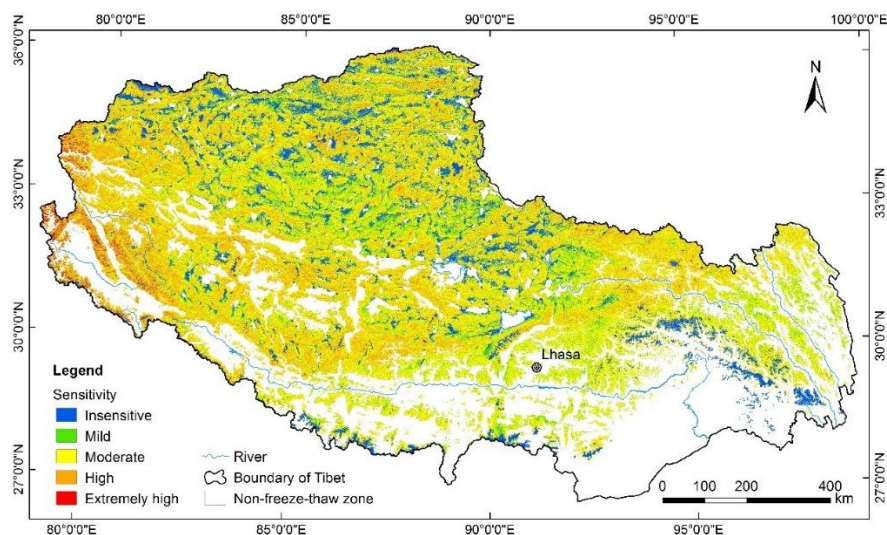 80°0'0"E 85°0'0"E 90°0'0"E 95°0'0"E 100°0'0"E
36°0'0"N
N
33°0'0"N 33°0'0"N
30°0'0"N 30°0'0"N
Lhasa
Legend
Sensitivity
Insensitive
Mild
Moderate
High
Extremely high
River
Boundary of Tibet
Non-freeze-thaw zone
27°0'0"N 27°0'0"N
0 100 200 400
km
80°0'0"E 85°0'0"E 90°0'0"E 95°0'0"E